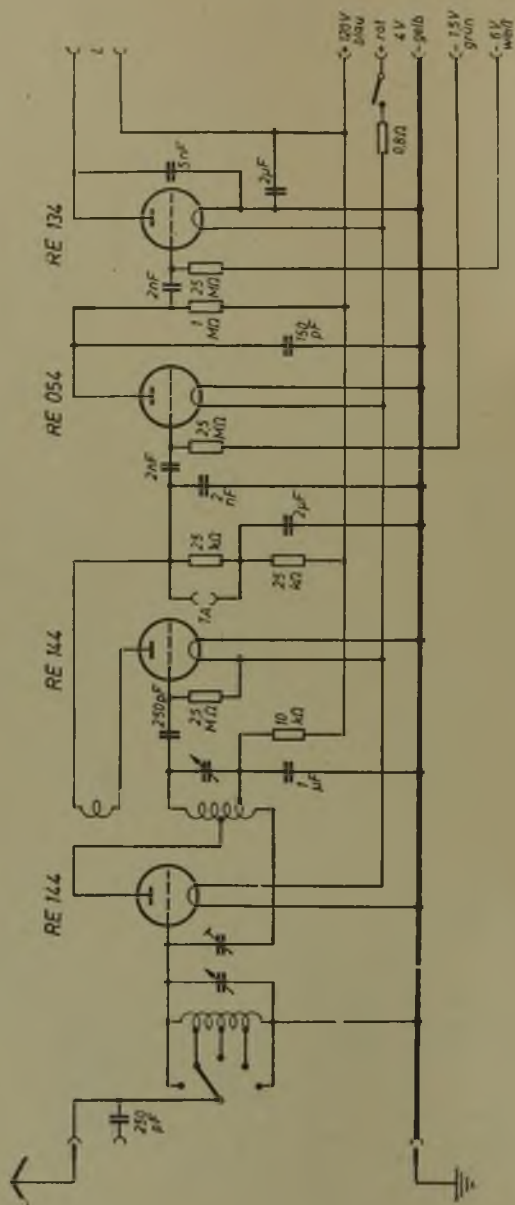 RE 144
RE 144
RE 054
RE 134
L
250
pF
250pF
25
MΩ
10
kΩ
1
µF
TA
25
kΩ
25
kΩ
2µF
2nF
2
nF
25
MΩ
150
pF
2nF
1
MΩ
25
MΩ
5nF
2µF
0,8Ω
+ 120V
blau
+ rot
4V
- gelb
- 1,5V
grün
- 6V
weiß